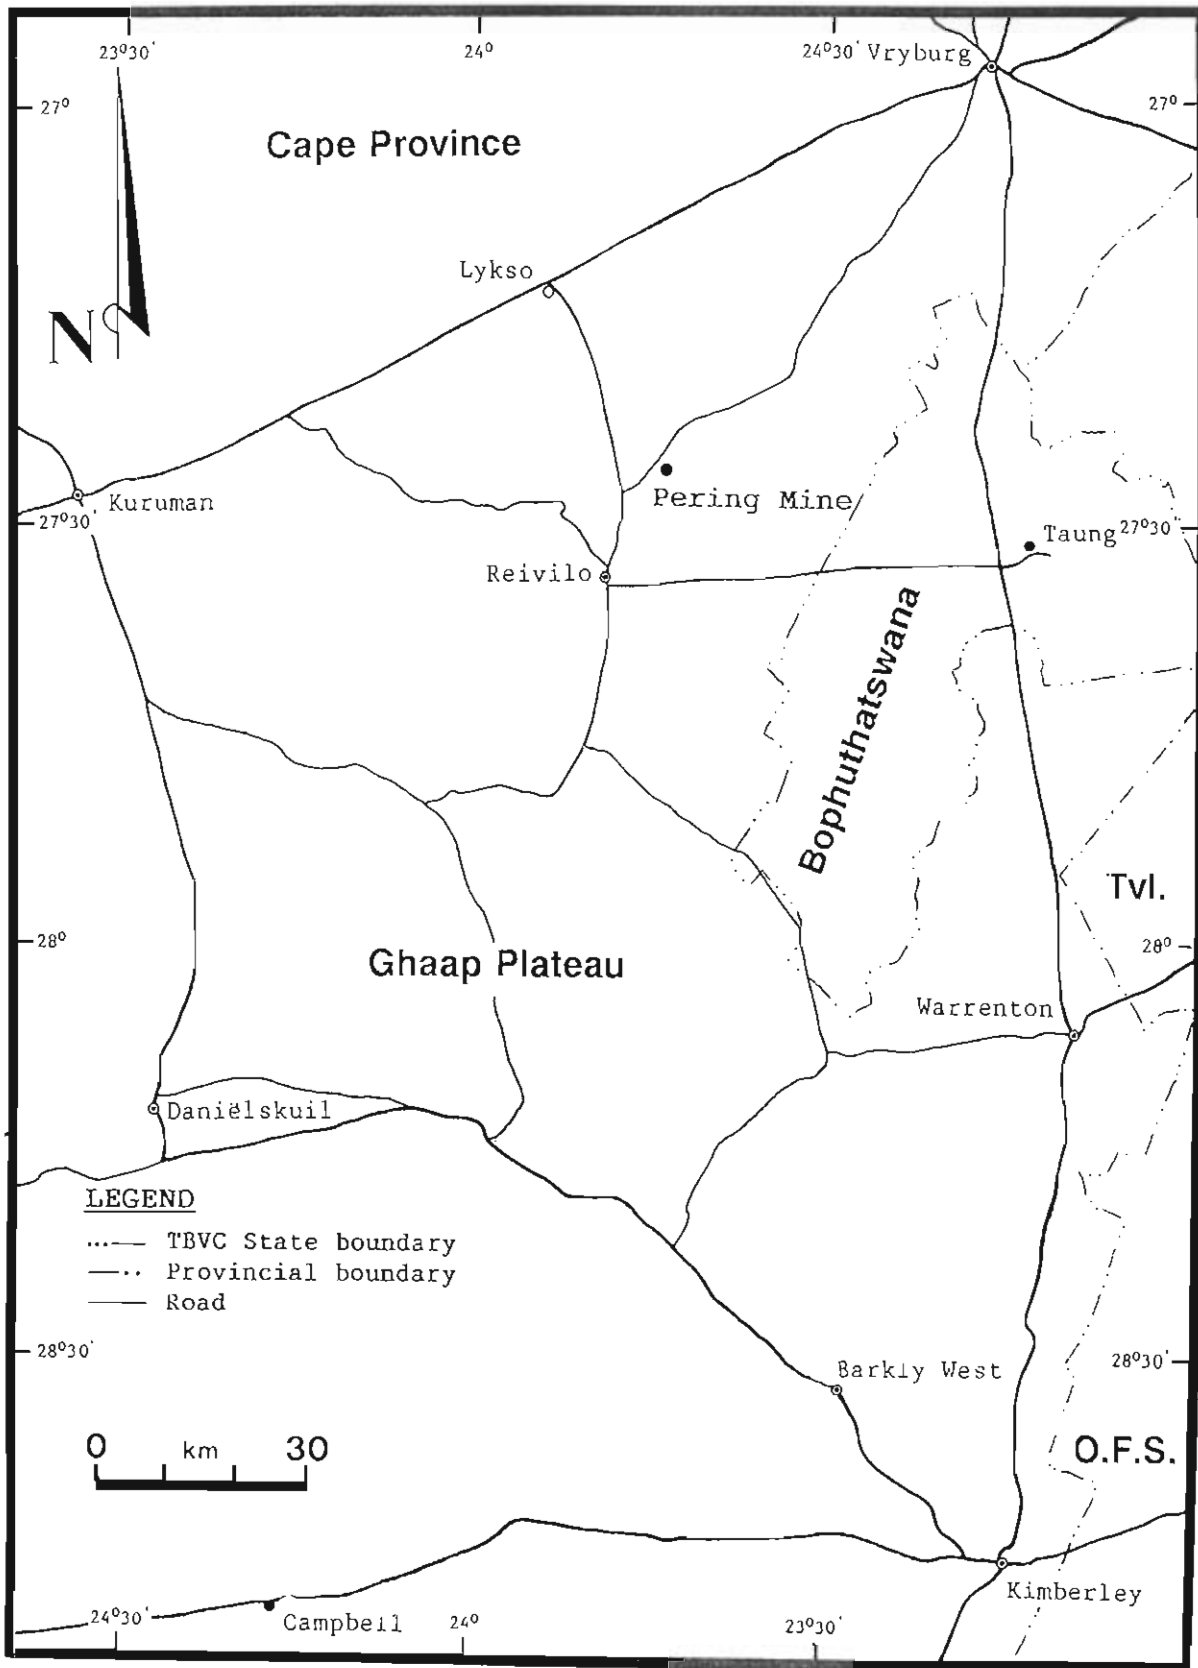 23°30'
24°
24°30'
Vryburg
27°
27°
Cape Province
Lykso
N
Kuruman
Pering Mine
27°30'
Taung
27°30'
Reivilo
Bophuthatswana
Tvl.
28°
Ghaap Plateau
28°
Warrenton
Daniëlskuil
LEGEND
TBVC State boundary
Provincial boundary
Road
28°30'
28°30'
Barkly West
0 km 30
O.F.S.
Kimberley
24°30'
Campbell
24°
23°30'